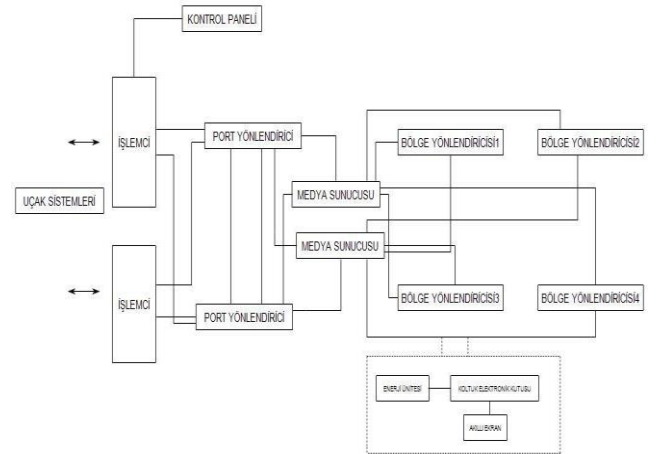 KONTROL PANELİ
İŞLEMCİ
PORT YÖNLENDİRİCİ
BÖLGE YÖNLENDİRİCİSİ1
BÖLGE YÖNLENDİRİCİSİ2
UÇAK SİSTEMLERİ
MEDYA SUNUCUSU
MEDYA SUNUCUSU
İŞLEMCİ
PORT YÖNLENDİRİCİ
BÖLGE YÖNLENDİRİCİSİ3
BÖLGE YÖNLENDİRİCİSİ4
ENERJİ ÜNİTESİ
KOLTUK ELEKTRONİK KUTUSU
AKILLI EKRAN